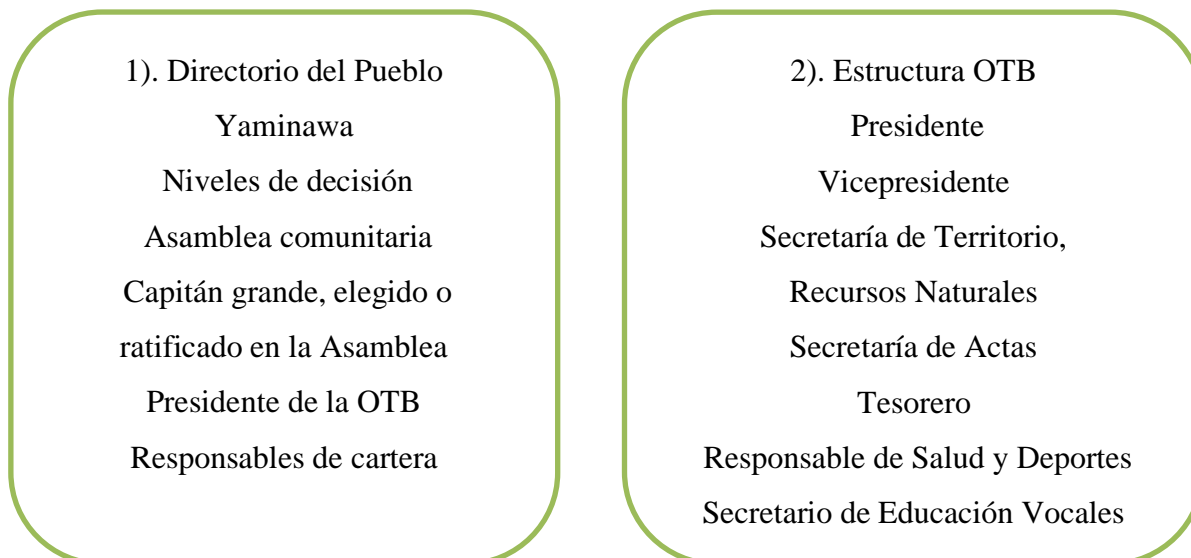 1). Directorio del Pueblo
Yaminawa
Niveles de decisión
Asamblea comunitaria
Capitán grande, elegido o
ratificado en la Asamblea
Presidente de la OTB
Responsables de cartera
2). Estructura OTB
Presidente
Vicepresidente
Secretaría de Territorio,
Recursos Naturales
Secretaría de Actas
Tesorero
Responsable de Salud y Deportes
Secretario de Educación Vocales